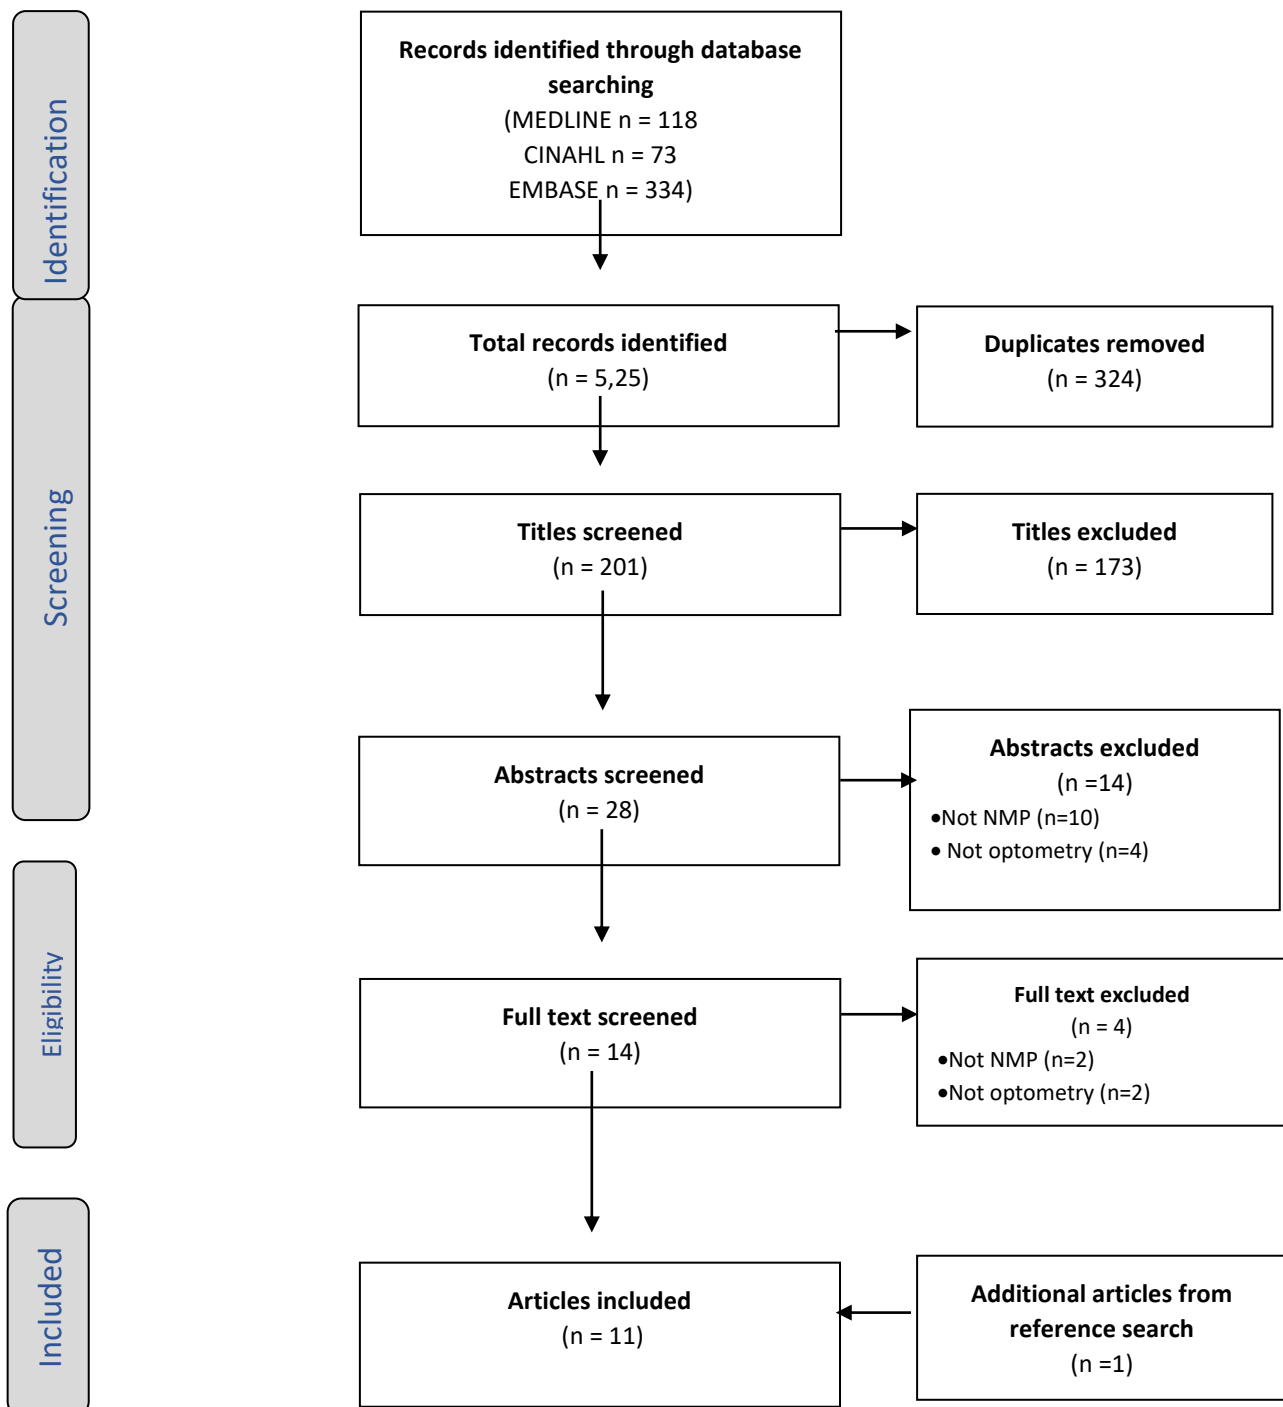 Identification
Records identified through database
searching
(MEDLINE n = 118
CINAHL n = 73
EMBASE n = 334)
Screening
Total records identified
(n = 5,25)
Duplicates removed
(n = 324)
Titles screened
(n = 201)
Titles excluded
(n = 173)
Abstracts screened
(n = 28)
Abstracts excluded
(n =14)
•Not NMP (n=10)
• Not optometry (n=4)
Eligibility
Full text screened
(n = 14)
Full text excluded
(n = 4)
•Not NMP (n=2)
•Not optometry (n=2)
Included
Articles included
(n = 11)
Additional articles from
reference search
(n =1)